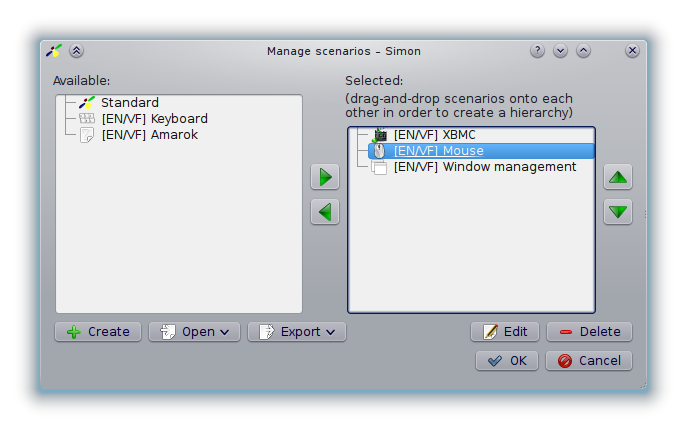 Manage scenarios – Simon
Available:
Standard
[EN/VF] Keyboard
[EN/VF] Amarok
Selected:
(drag-and-drop scenarios onto each
other in order to create a hierarchy)
[EN/VF] XBMC
[EN/VF] Mouse
[EN/VF] Window management
Create
Open
Export
Edit
Delete
OK
Cancel